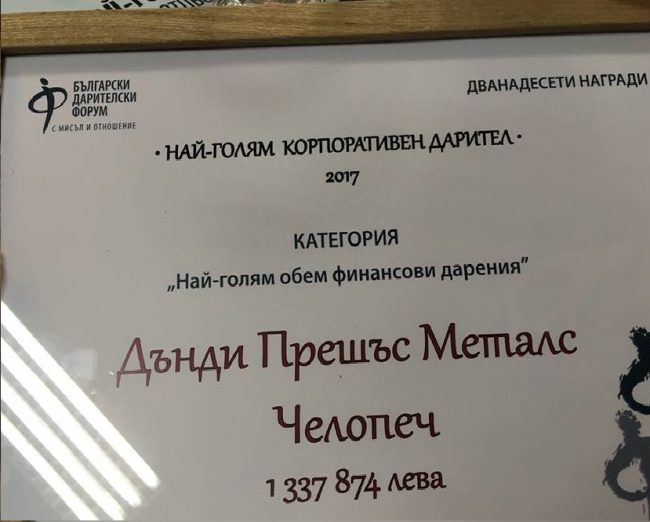 БЪЛГАРСКИ
ДАРИТЕЛСКИ
ФОРУМ
С МИСЪЛ И ОТНОШЕНИЕ
ДВАНАДЕСЕТИ НАГРАДИ
• НАЙ-ГОЛЯМ КОРПОРАТИВЕН ДАРИТЕЛ •
2017
КАТЕГОРИЯ
„Най-голям обем финансови дарения”
Дънди Прешъс Металс
Челопеч
1 337 874 лева